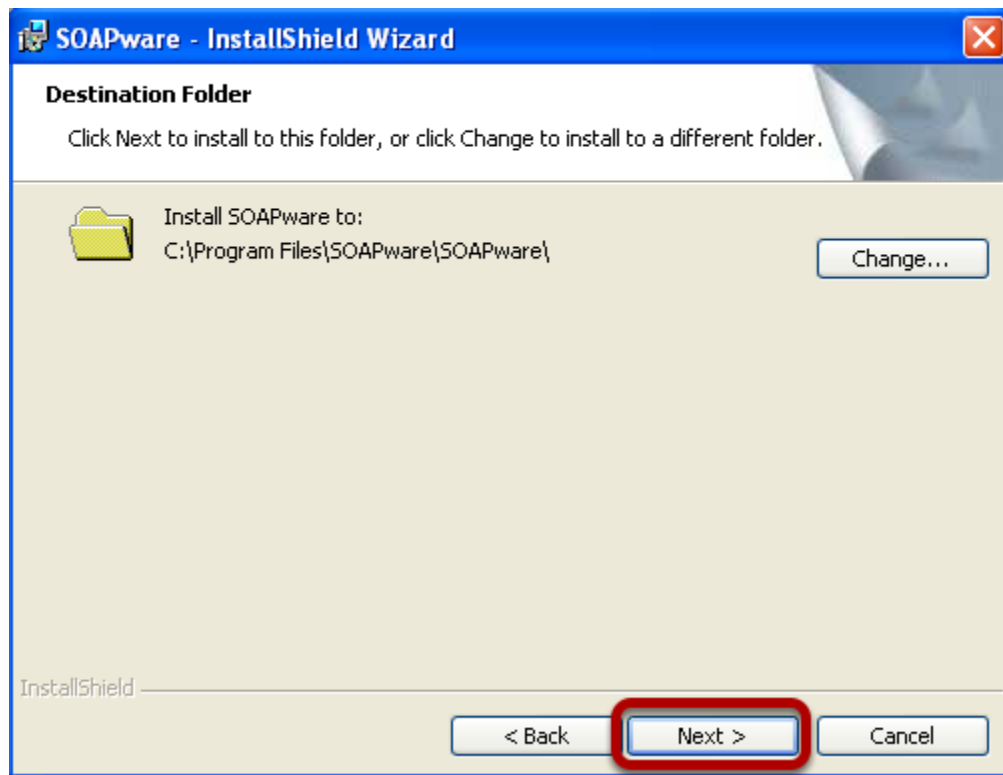 SOAPware - InstallShield Wizard
Destination Folder
Click Next to install to this folder, or click Change to install to a different folder.
Install SOAPware to:
C:\Program Files\SOAPware\SOAPware\
Change...
InstallShield
< Back
Next >
Cancel